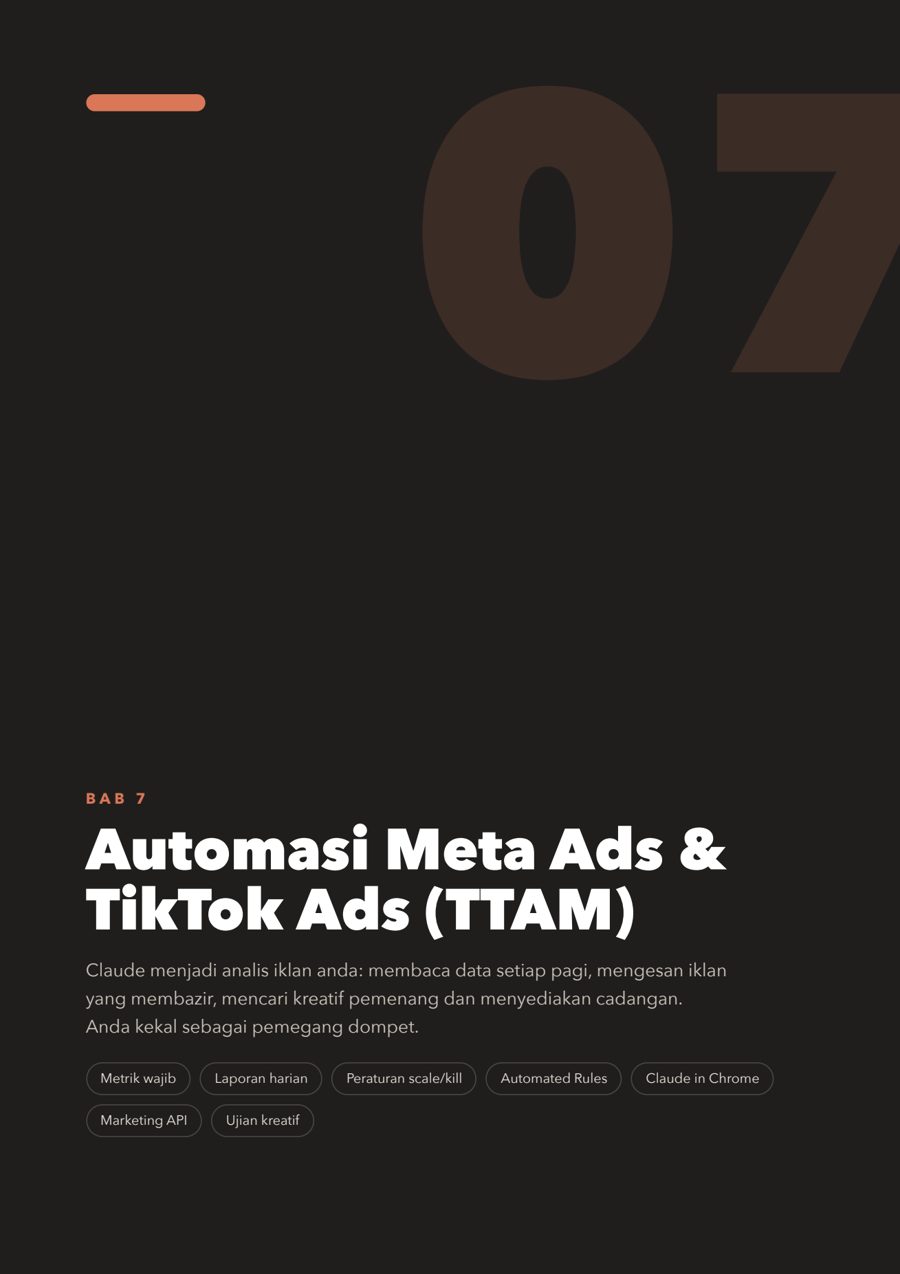 07
BAB 7
Automasi Meta Ads &
TikTok Ads (TTAM)
Claude menjadi analis iklan anda: membaca data setiap pagi, mengesan iklan
yang membazir, mencari kreatif pemenang dan menyediakan cadangan.
Anda kekal sebagai pemegang dompet.
Metrik wajib
Laporan harian
Peraturan scale/kill
Automated Rules
Claude in Chrome
Marketing API
Ujian kreatif